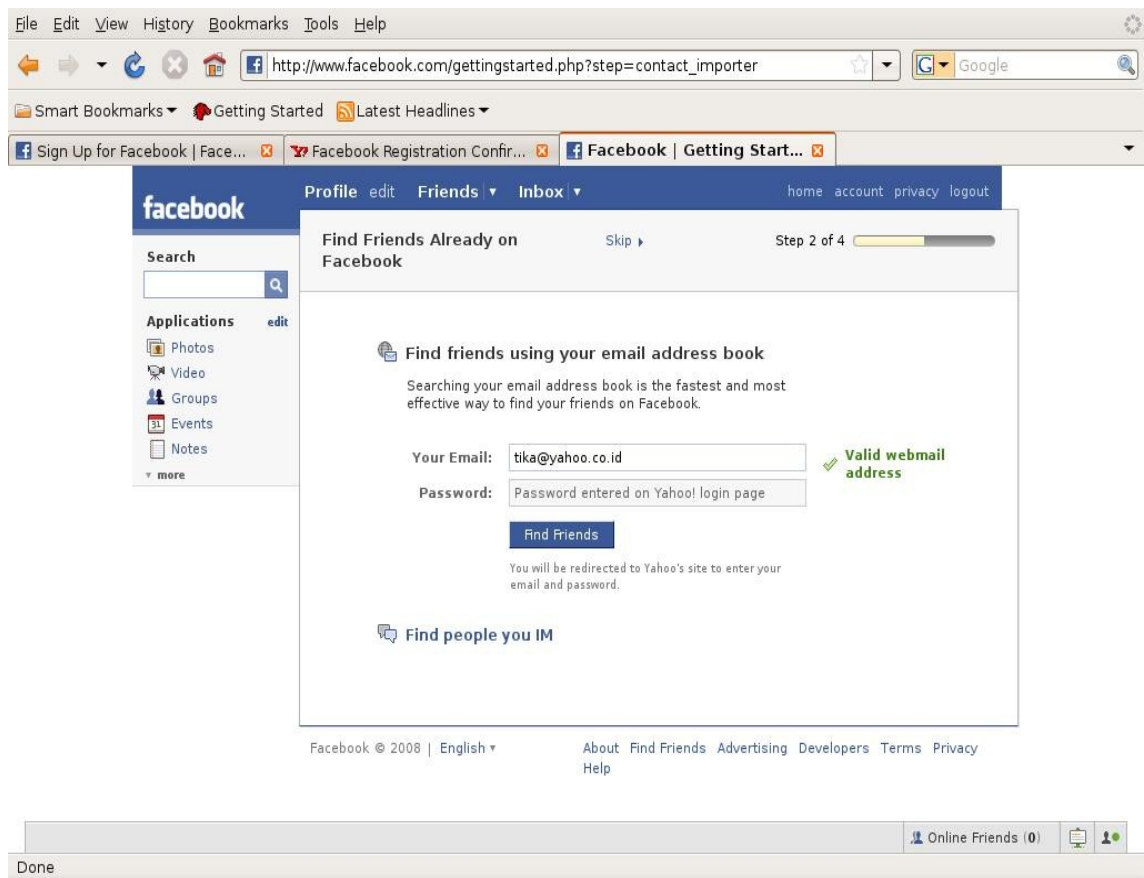 File Edit View History Bookmarks Tools Help
http://www.facebook.com/gettingstarted.php?step=contact_importer
G Google
Smart Bookmarks Getting Started Latest Headlines
Sign Up for Facebook | Face... Facebook Registration Confir... Facebook | Getting Start...
facebook
Profile edit Friends Inbox home account privacy logout
Search
Applications edit
Photos
Video
Groups
31 Events
Notes
more
Find Friends Already on
Facebook
Skip
Step 2 of 4
Find friends using your email address book
Searching your email address book is the fastest and most
effective way to find your friends on Facebook.
Your Email: tika@yahoo.co.id
Valid webmail
address
Password: Password entered on Yahoo! login page
Find Friends
You will be redirected to Yahoo's site to enter your
email and password.
Find people you IM
Facebook © 2008 | English
About Find Friends Advertising Developers Terms Privacy
Help
Online Friends (0)
Done